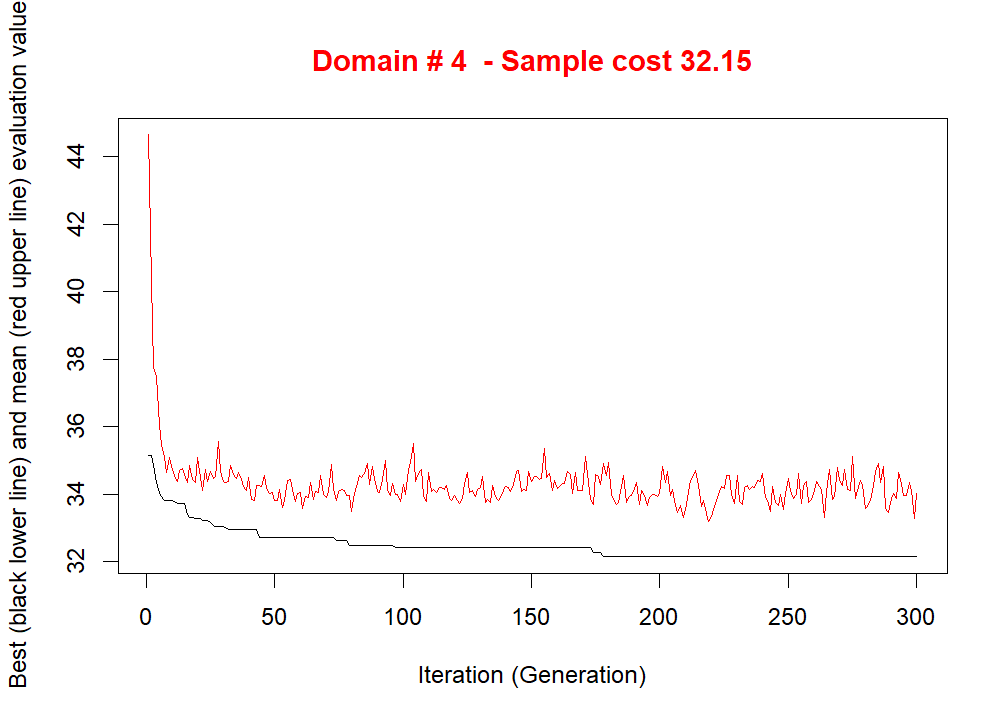 Domain # 4  - Sample cost 32.15
Best (black lower line) and mean (red upper line) evaluation value
44
42
40
38
36
34
32
0 50 100 150 200 250 300
Iteration (Generation)